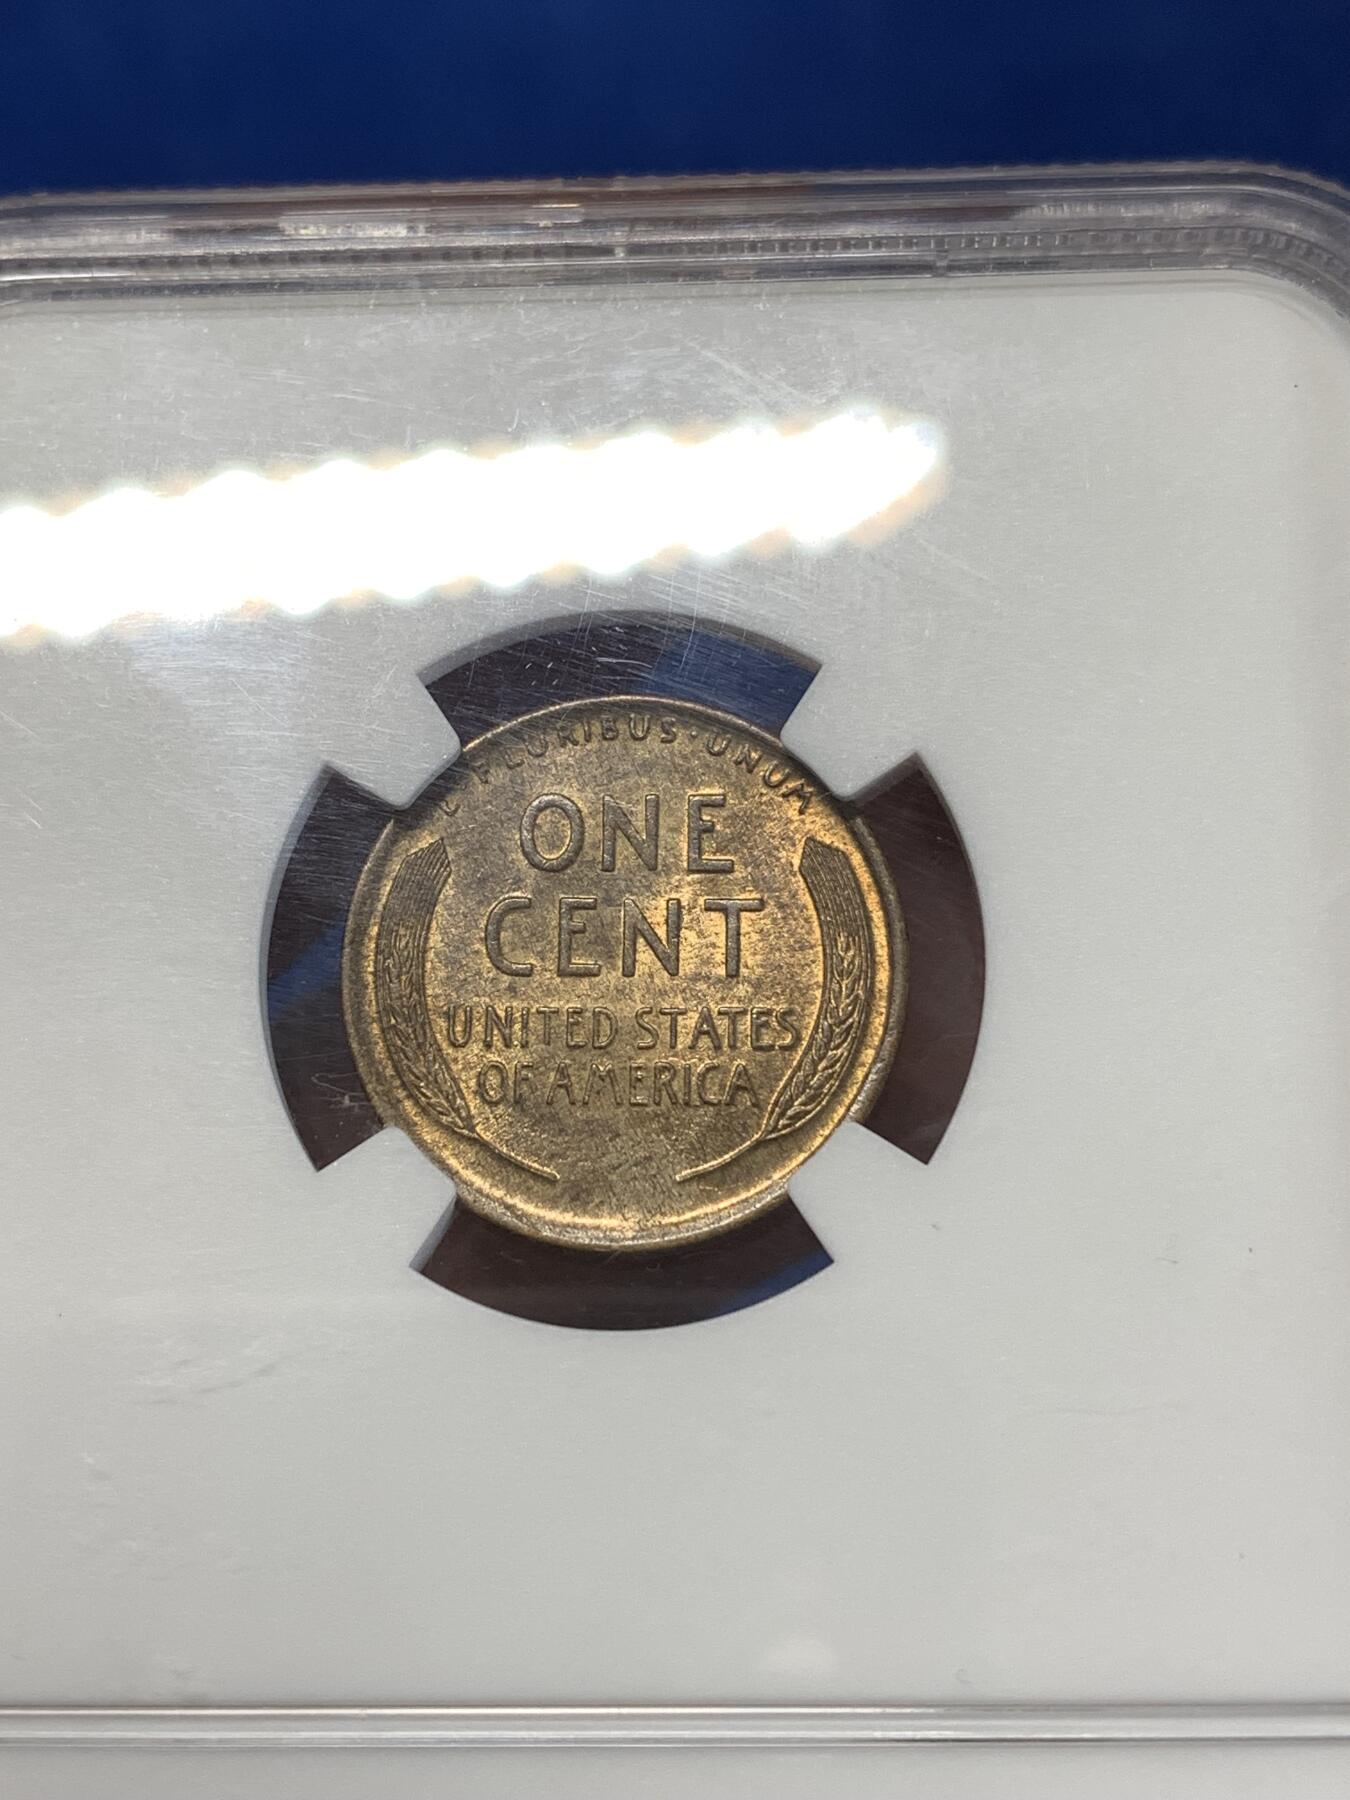 E PLURIBUS·UNUM
ONE
CENT
UNITED STATES
OF AMERICA